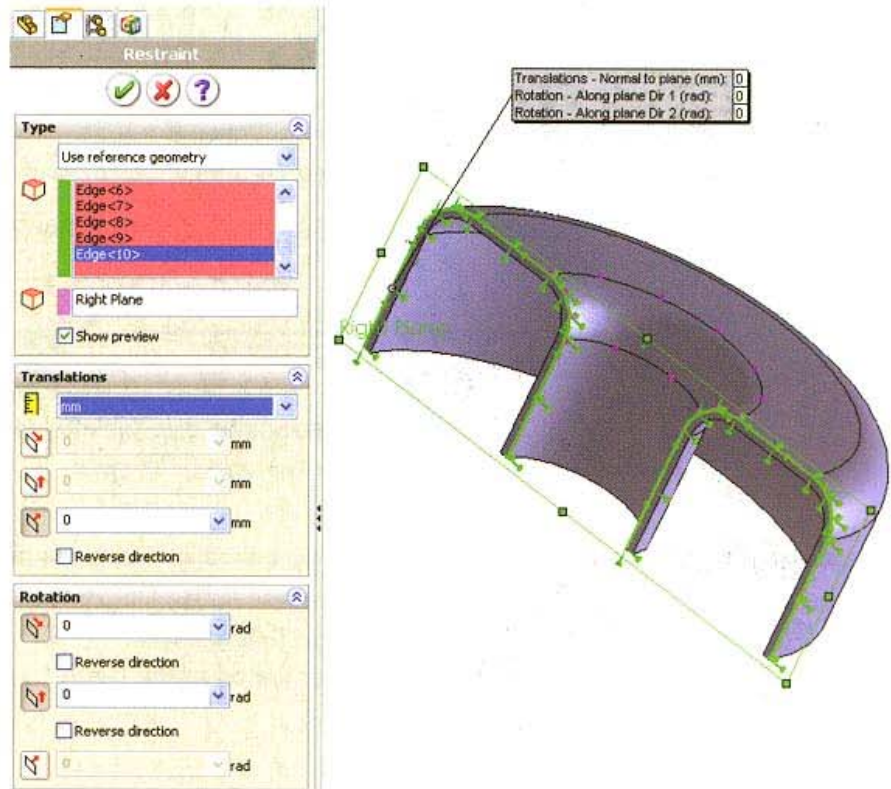 Restraint
Type
Use reference geometry
Edge<6>
Edge<7>
Edge<8>
Edge<9>
Edge<10>
Right Plane
Show preview
Translations
mm
0 mm
0 mm
0 mm
Reverse direction
Rotation
0 rad
Reverse direction
0 rad
Reverse direction
0 rad
Translations - Normal to plane (mm): 0
Rotation - Along plane Dir 1 (rad): 0
Rotation - Along plane Dir 2 (rad): 0
Right Plane